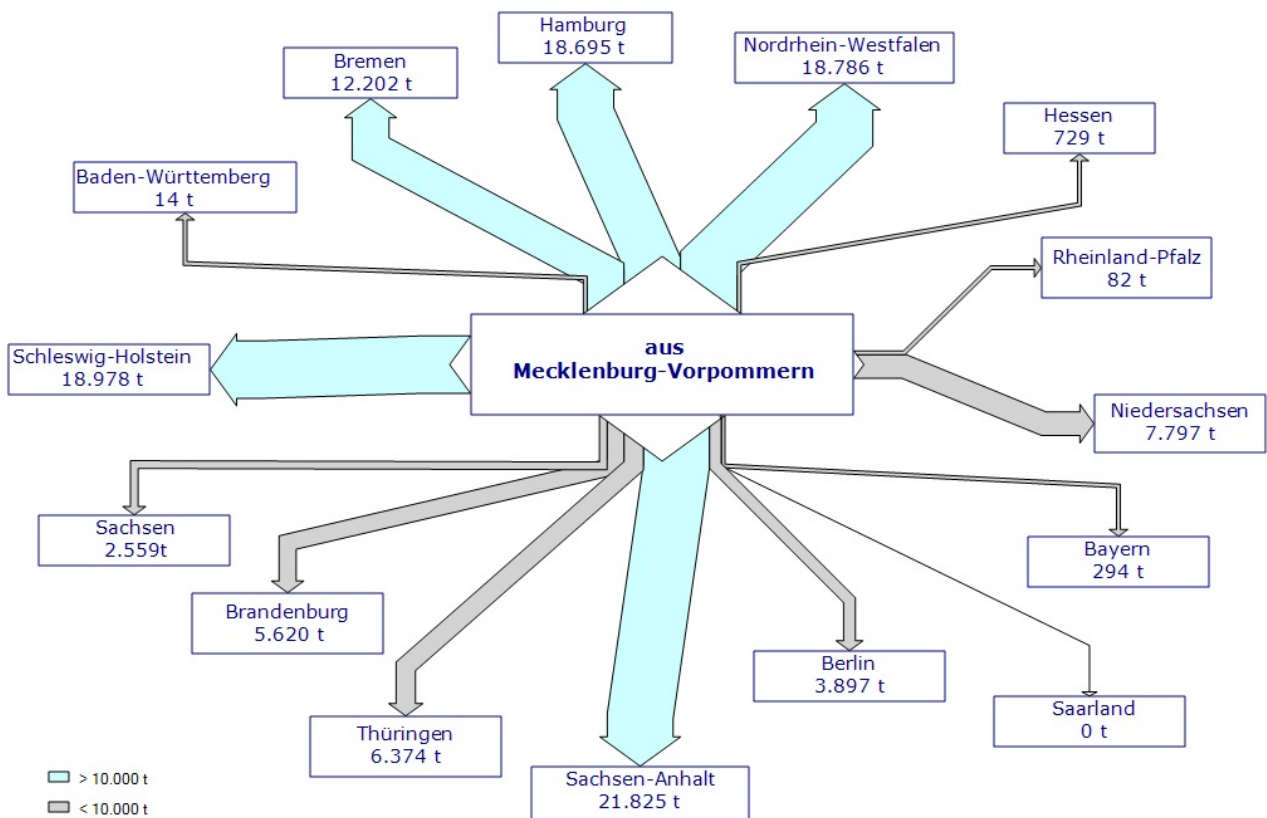 Hamburg
18.695 t
Nordrhein-Westfalen
18.786 t
Bremen
12.202 t
Hessen
729 t
Baden-Württemberg
14 t
Rheinland-Pfalz
82 t
aus
Mecklenburg-Vorpommern
Schleswig-Holstein
18.978 t
Niedersachsen
7.797 t
Sachsen
2.559t
Bayern
294 t
Brandenburg
5.620 t
Berlin
3.897 t
Saarland
0 t
Thüringen
6.374 t
Sachsen-Anhalt
21.825 t
> 10.000 t
< 10.000 t